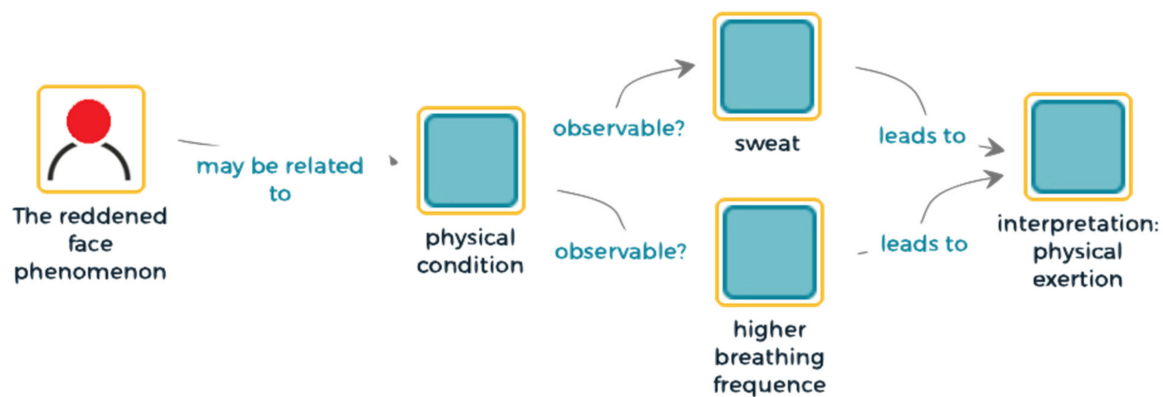 The reddened
face
phenomenon
may be related
to
physical
condition
observable?
observable?
sweat
higher
breathing
frequence
leads to
leads to
interpretation:
physical
exertion